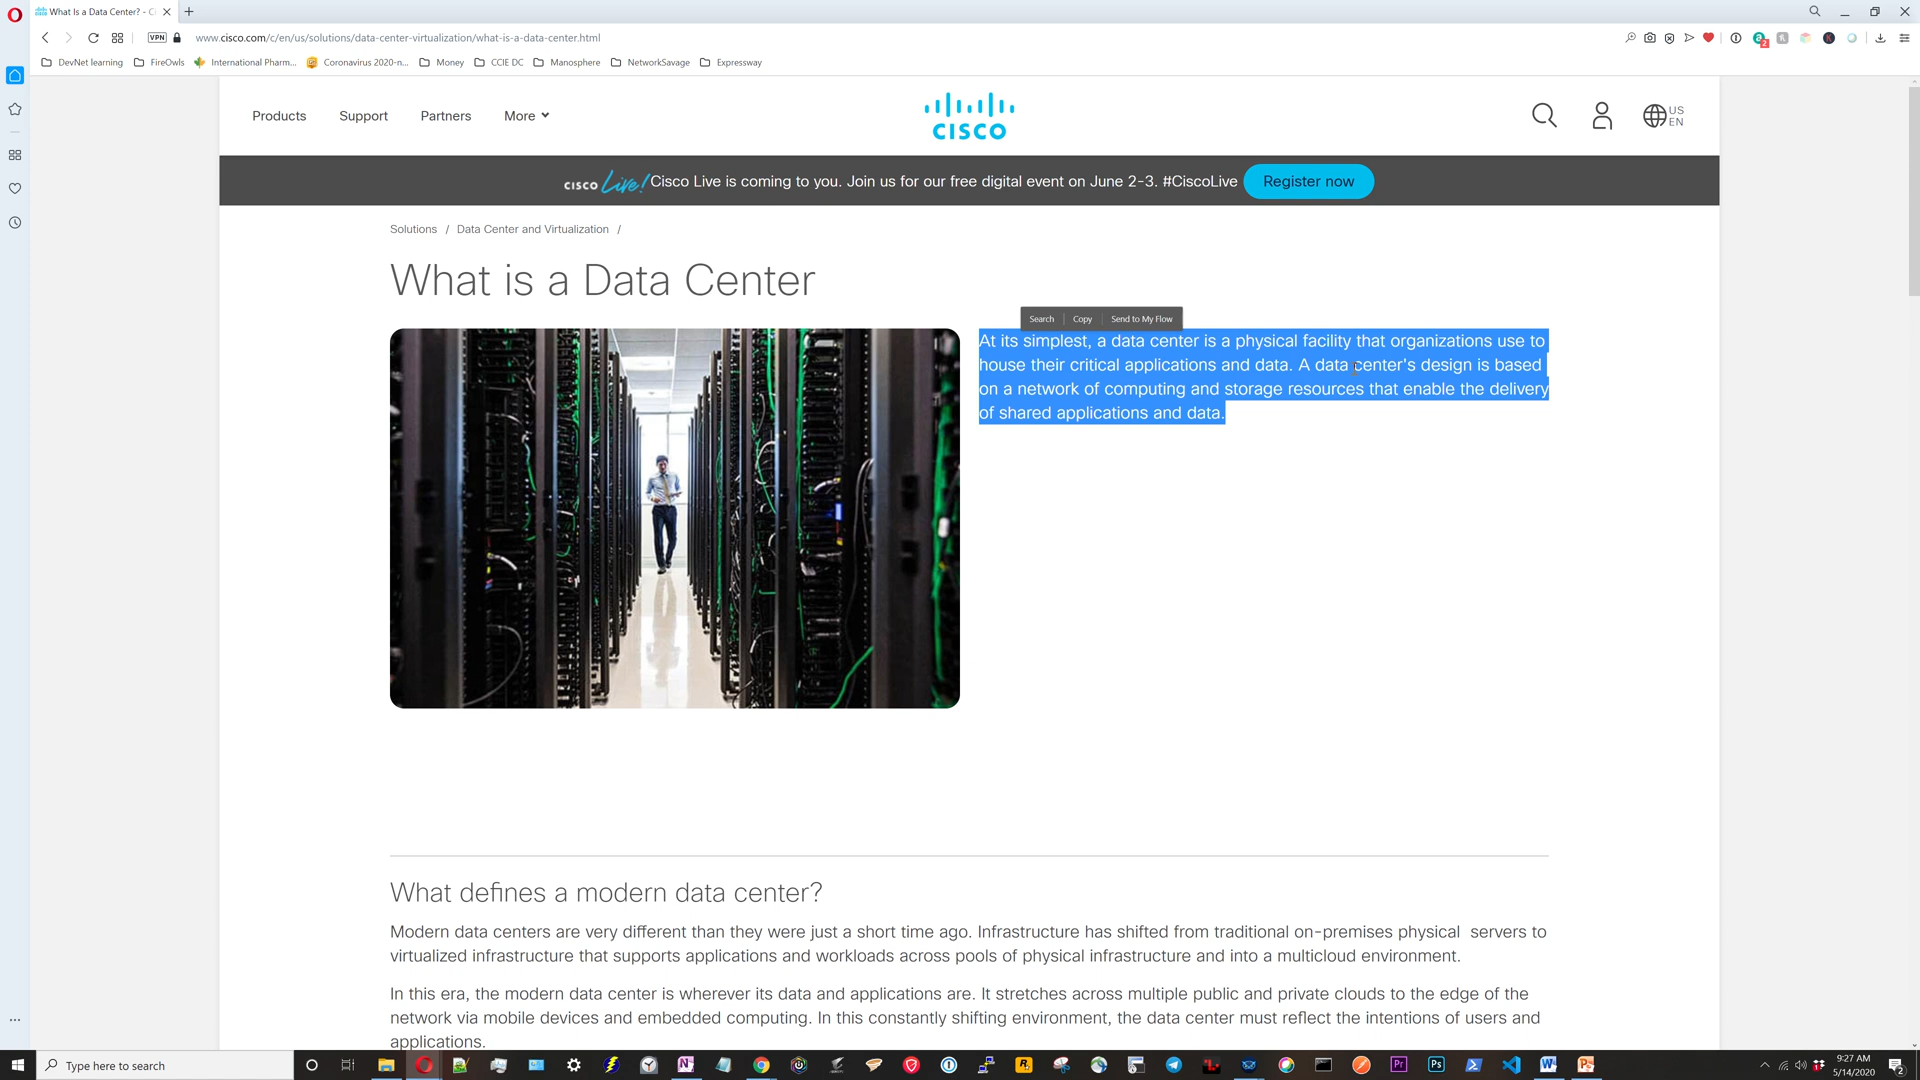 What Is a Data Center? - C
VPN
www.cisco.com/c/en/us/solutions/data-center-virtualization/what-is-a-data-center.html
2
DevNet learning
FireOwls
International Pharm...
Coronavirus 2020-n...
Money
CCIE DC
Manosphere
NetworkSavage
Expressway
Products
Support
Partners
More
CISCO
US
EN
CISCO Live! Cisco Live is coming to you. Join us for our free digital event on June 2-3. #CiscoLive
Register now
Solutions / Data Center and Virtualization /
What is a Data Center
Search
Copy
Send to My Flow
At its simplest, a data center is a physical facility that organizations use to
house their critical applications and data. A data center's design is based
on a network of computing and storage resources that enable the delivery
of shared applications and data.
What defines a modern data center?
Modern data centers are very different than they were just a short time ago. Infrastructure has shifted from traditional on-premises physical servers to
virtualized infrastructure that supports applications and workloads across pools of physical infrastructure and into a multicloud environment.
In this era, the modern data center is wherever its data and applications are. It stretches across multiple public and private clouds to the edge of the
network via mobile devices and embedded computing. In this constantly shifting environment, the data center must reflect the intentions of users and
applications.
Type here to search
9:27 AM
5/14/2020
2